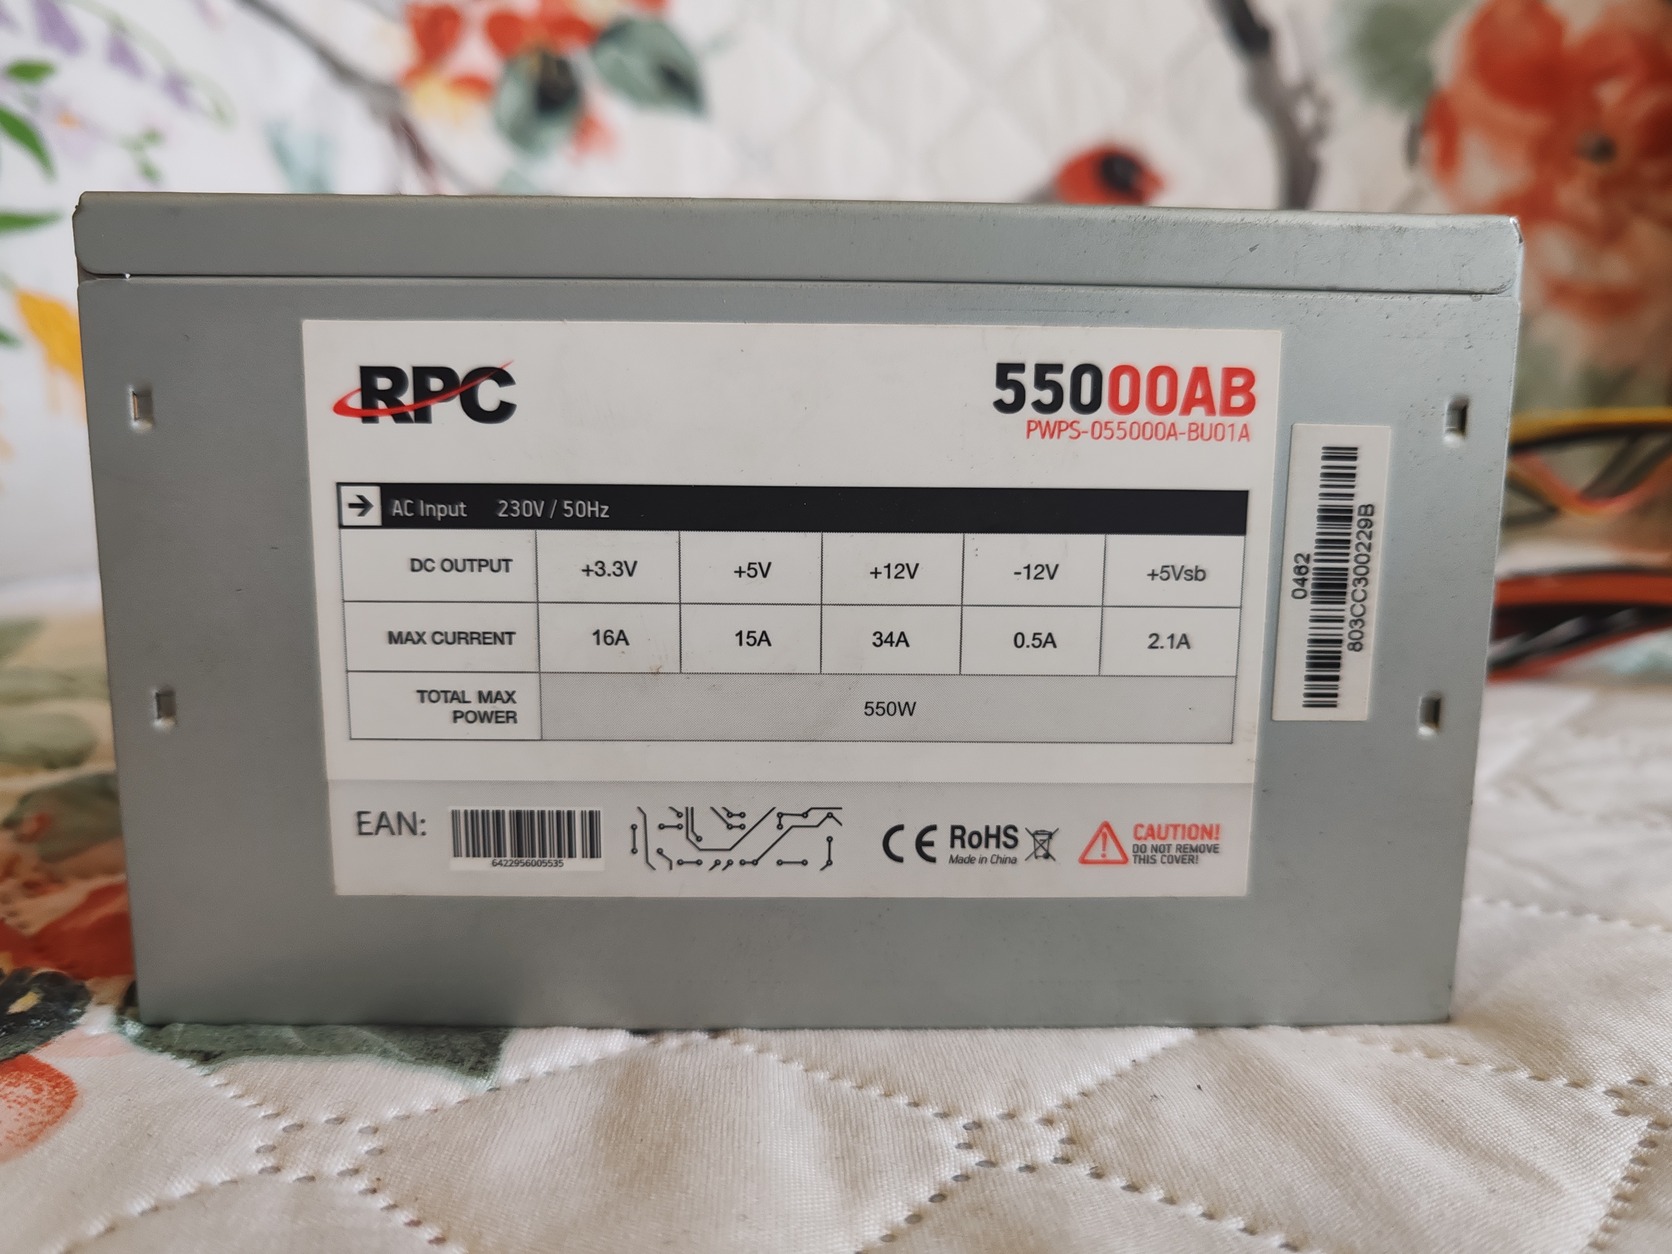 RPC
55000AB
PWPS-055000A-BU01A
AC Input 230V / 50Hz
DC OUTPUT +3.3V +5V +12V -12V +5Vsb
MAX CURRENT 16A 15A 34A 0.5A 2.1A
TOTAL MAX
POWER
550W
EAN:
6422956005535
CE RoHS
Made in China
CAUTION!
DO NOT REMOVE
THIS COVER!
0462
803CC300229B